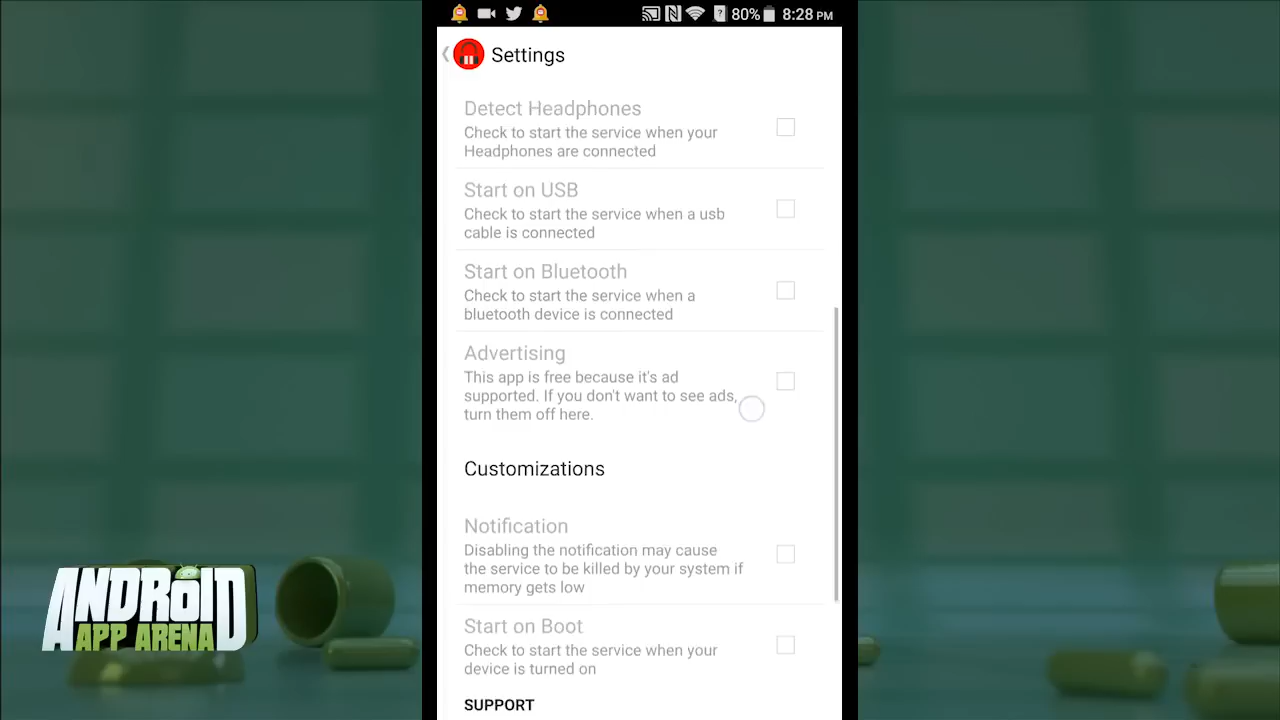 80% 8:28 PM
Settings
Detect Headphones
Check to start the service when your
Headphones are connected
Start on USB
Check to start the service when a usb
cable is connected
Start on Bluetooth
Check to start the service when a
bluetooth device is connected
Advertising
This app is free because it's ad
supported. If you don't want to see ads,
turn them off here.
Customizations
Notification
Disabling the notification may cause
the service to be killed by your system if
memory gets low
Start on Boot
Check to start the service when your
device is turned on
SUPPORT
ANDROID
APP ARENA